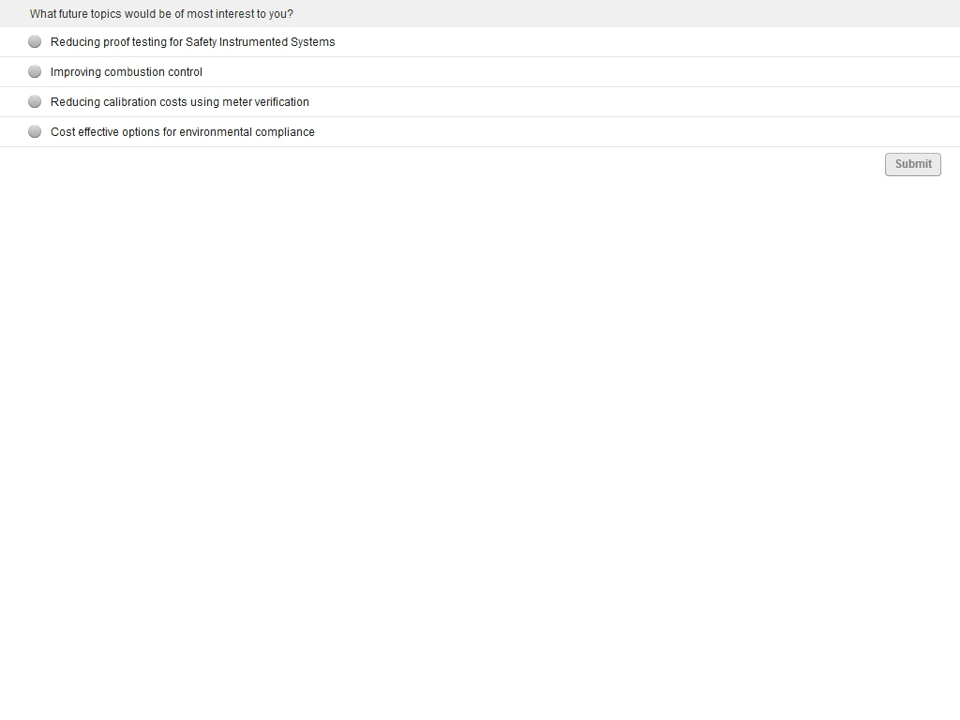 What future topics would be of most interest to you?
Reducing proof testing for Safety Instrumented Systems
Improving combustion control
Reducing calibration costs using meter verification
Cost effective options for environmental compliance
Submit